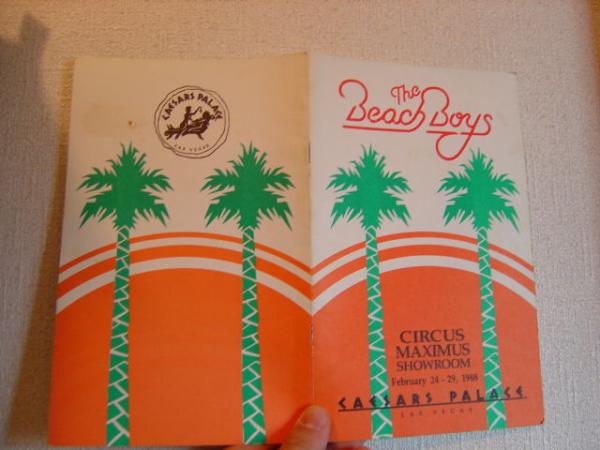 CAESARS PALACE
LAS VEGAS
The
Beach Boys
CIRCUS
MAXIMUS
SHOWROOM
February 24 - 29, 1988
CAESARS PALACE
LAS VEGAS